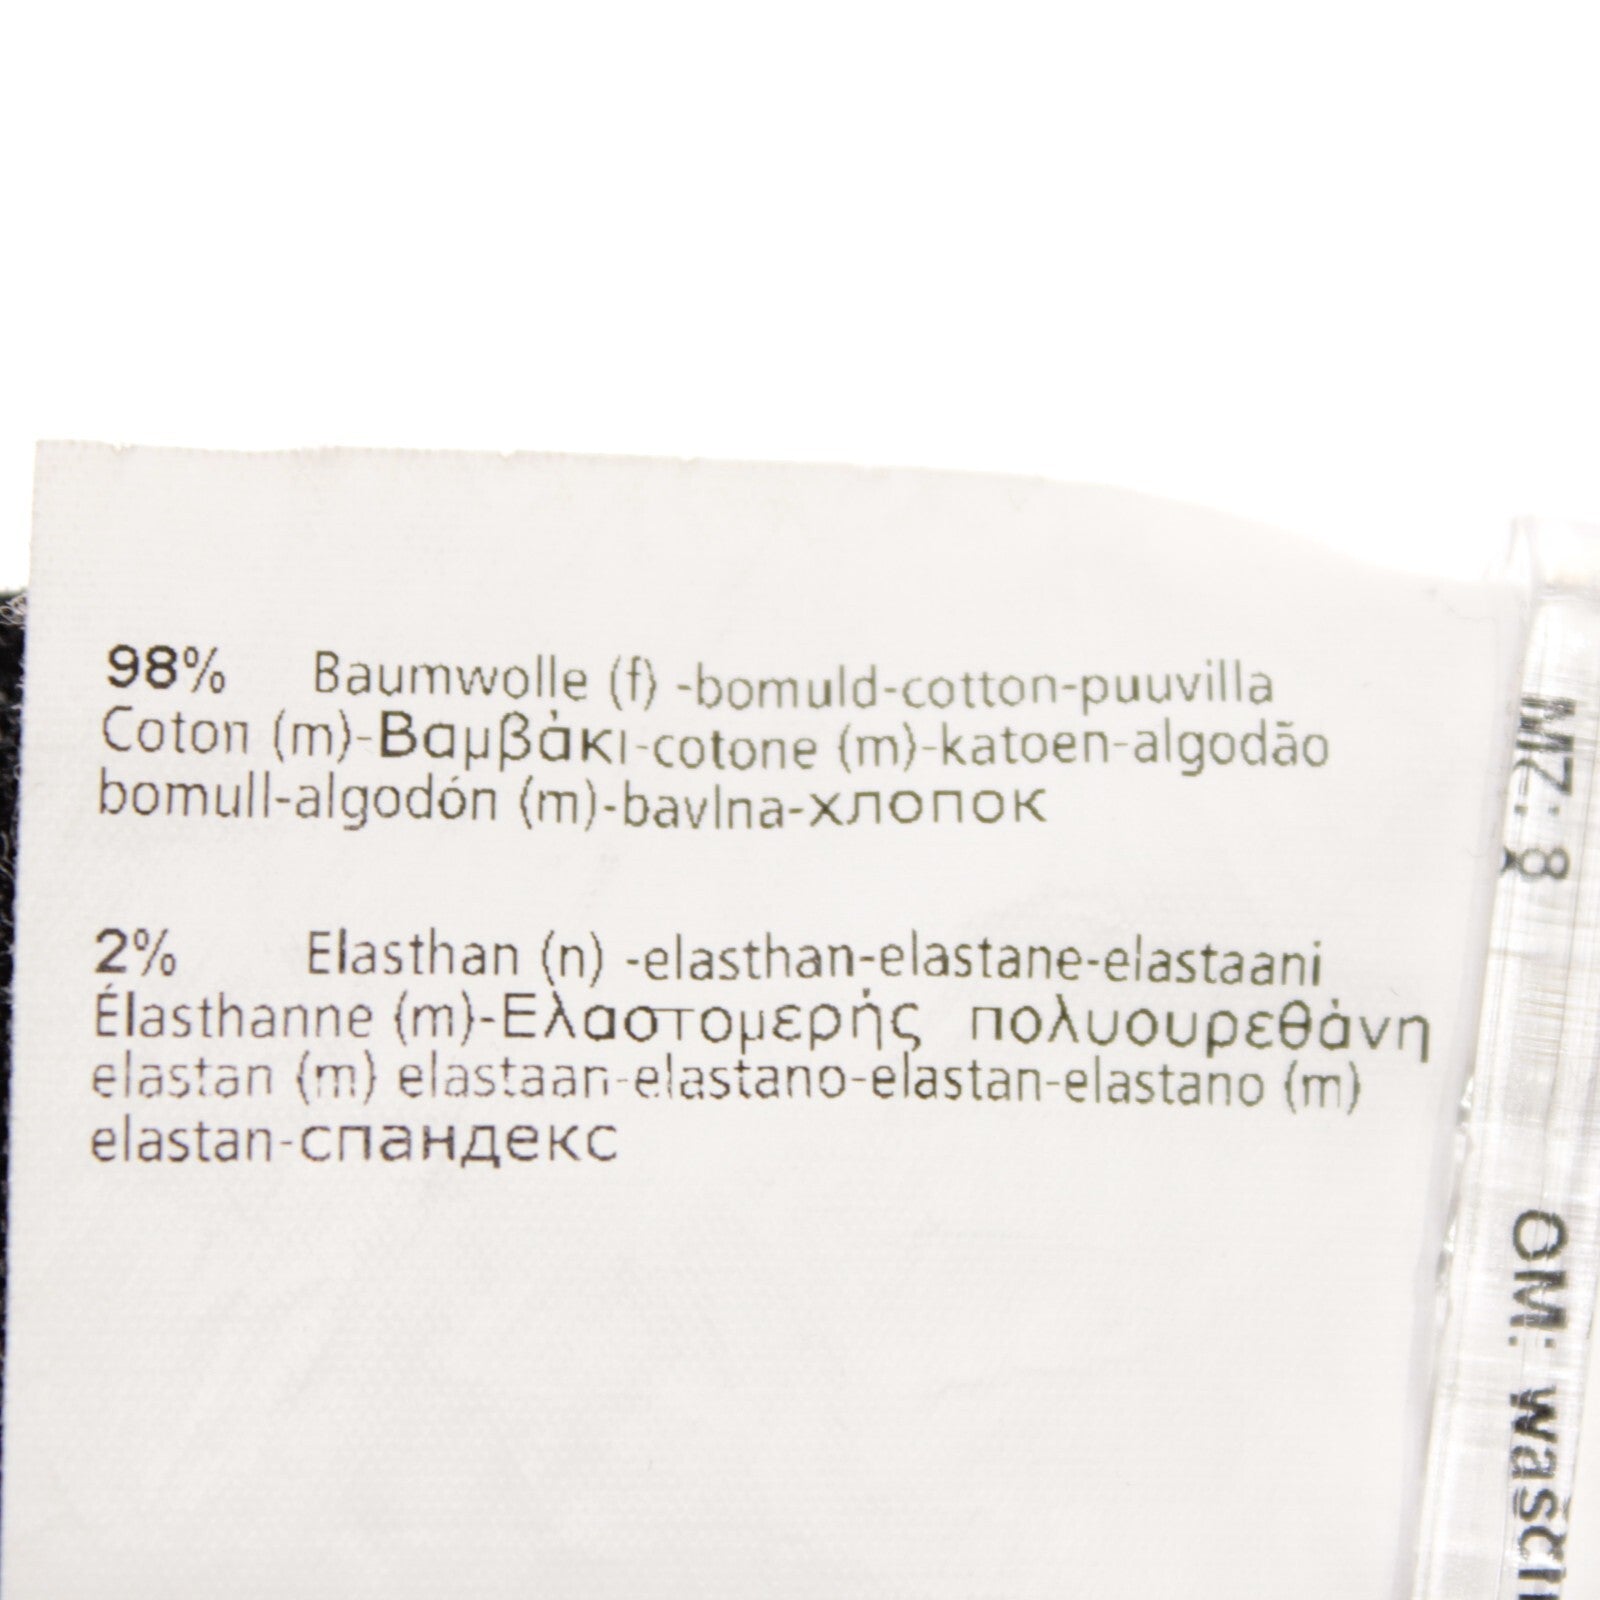 98% Baumwolle (f) -bomuld-cotton-puuvilla
Coton (m)-Βαμβάκι-cotone (m)-katoen-algodão
bomull-algodón (m)-bavlna-хлопок
2% Elasthan (n) -elasthan-elastane-elastaani
Élasthanne (m)-Ελαστομερής πολυουρεθάνη
elastan (m) elastaan-elastano-elastan-elastano (m)
elastan-спандекс
MZ: 8
OM: